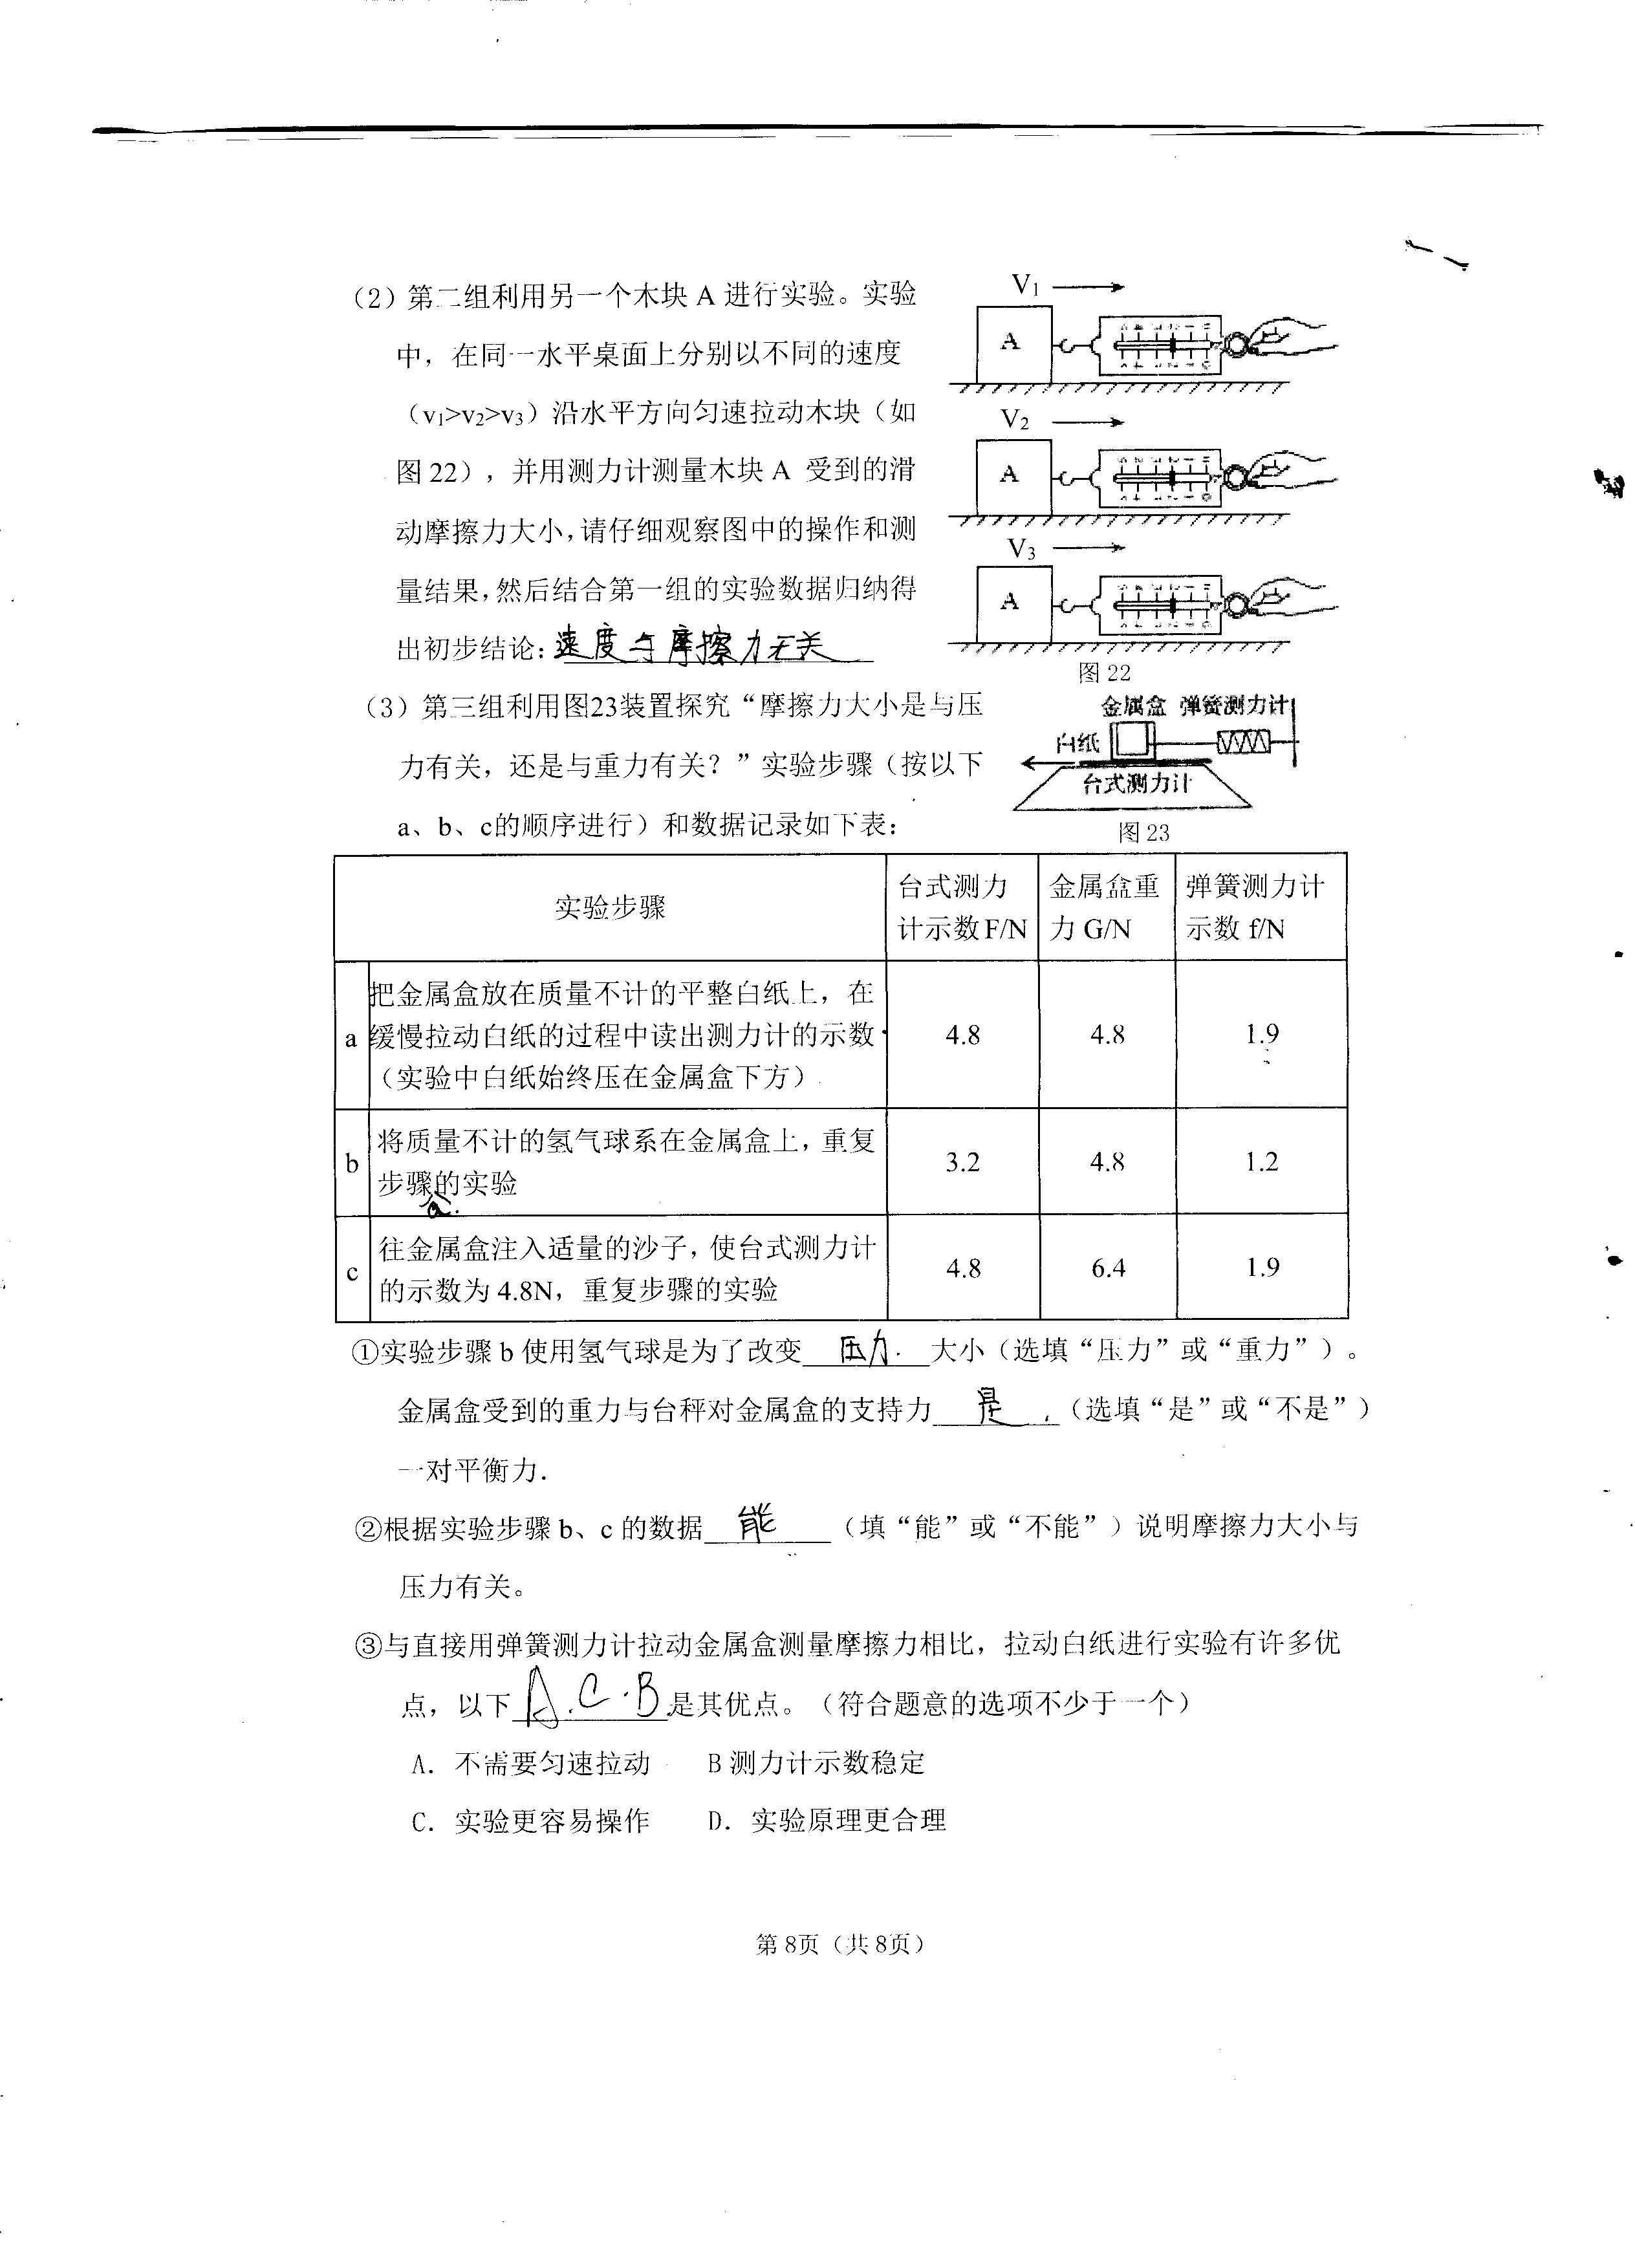 (2) 第二组利用另一个木块 A 进行实验。实验
中，在同一水平桌面上分别以不同的速度
（v₁>v₂>v₃）沿水平方向匀速拉动木块（如
图 22），并用测力计测量木块 A 受到的滑
动摩擦力大小，请仔细观察图中的操作和测
量结果，然后结合第一组的实验数据归纳得
出初步结论：速度与摩擦力无关
V₁
A
V₂
A
V₃
A
图 22
（3）第三组利用图23装置探究“摩擦力大小是与压
力有关，还是与重力有关？”实验步骤（按以下
a、b、c的顺序进行）和数据记录如下表：
金属盒 弹簧测力计
白纸
台式测力计
图 23
实验步骤
台式测力
计示数 F/N
金属盒重
力 G/N
弹簧测力计
示数 f/N
a
把金属盒放在质量不计的平整白纸上，在
缓慢拉动白纸的过程中读出测力计的示数
（实验中白纸始终压在金属盒下方）
4.8
4.8
1.9
b
将质量不计的氢气球系在金属盒上，重复
步骤的实验
a.
3.2
4.8
1.2
c
往金属盒注入适量的沙子，使台式测力计
的示数为 4.8N，重复步骤的实验
4.8
6.4
1.9
①实验步骤 b 使用氢气球是为了改变 压力. 大小（选填“压力”或“重力”）。
金属盒受到的重力与台秤对金属盒的支持力 是 （选填“是”或“不是”）
一对平衡力.
②根据实验步骤 b、c 的数据 能 （填“能”或“不能”）说明摩擦力大小与
压力有关。
③与直接用弹簧测力计拉动金属盒测量摩擦力相比，拉动白纸进行实验有许多优
点，以下 A.C.B 是其优点。（符合题意的选项不少于一个）
A. 不需要匀速拉动 B 测力计示数稳定
C. 实验更容易操作 D. 实验原理更合理
第 8页（共 8页）